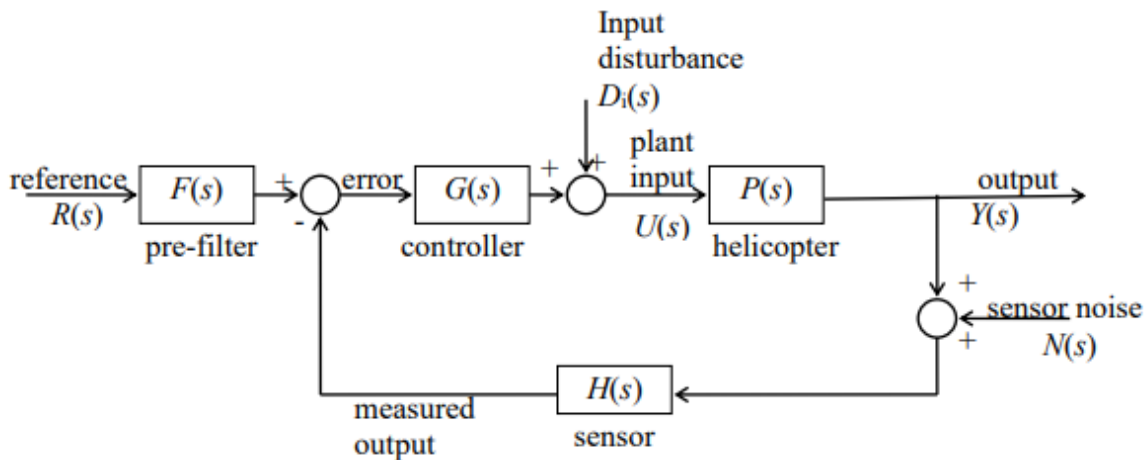 Input
disturbance
Di(s)
plant
input
reference
R(s)
F(s)
pre-filter
+
-
error
G(s)
controller
+
+
U(s)
P(s)
helicopter
output
Y(s)
+
sensor noise
+
N(s)
H(s)
sensor
measured
output